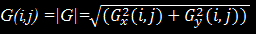 G(i,j) =|G|=√(G_x^2(i,j) + G_y^2(i,j))